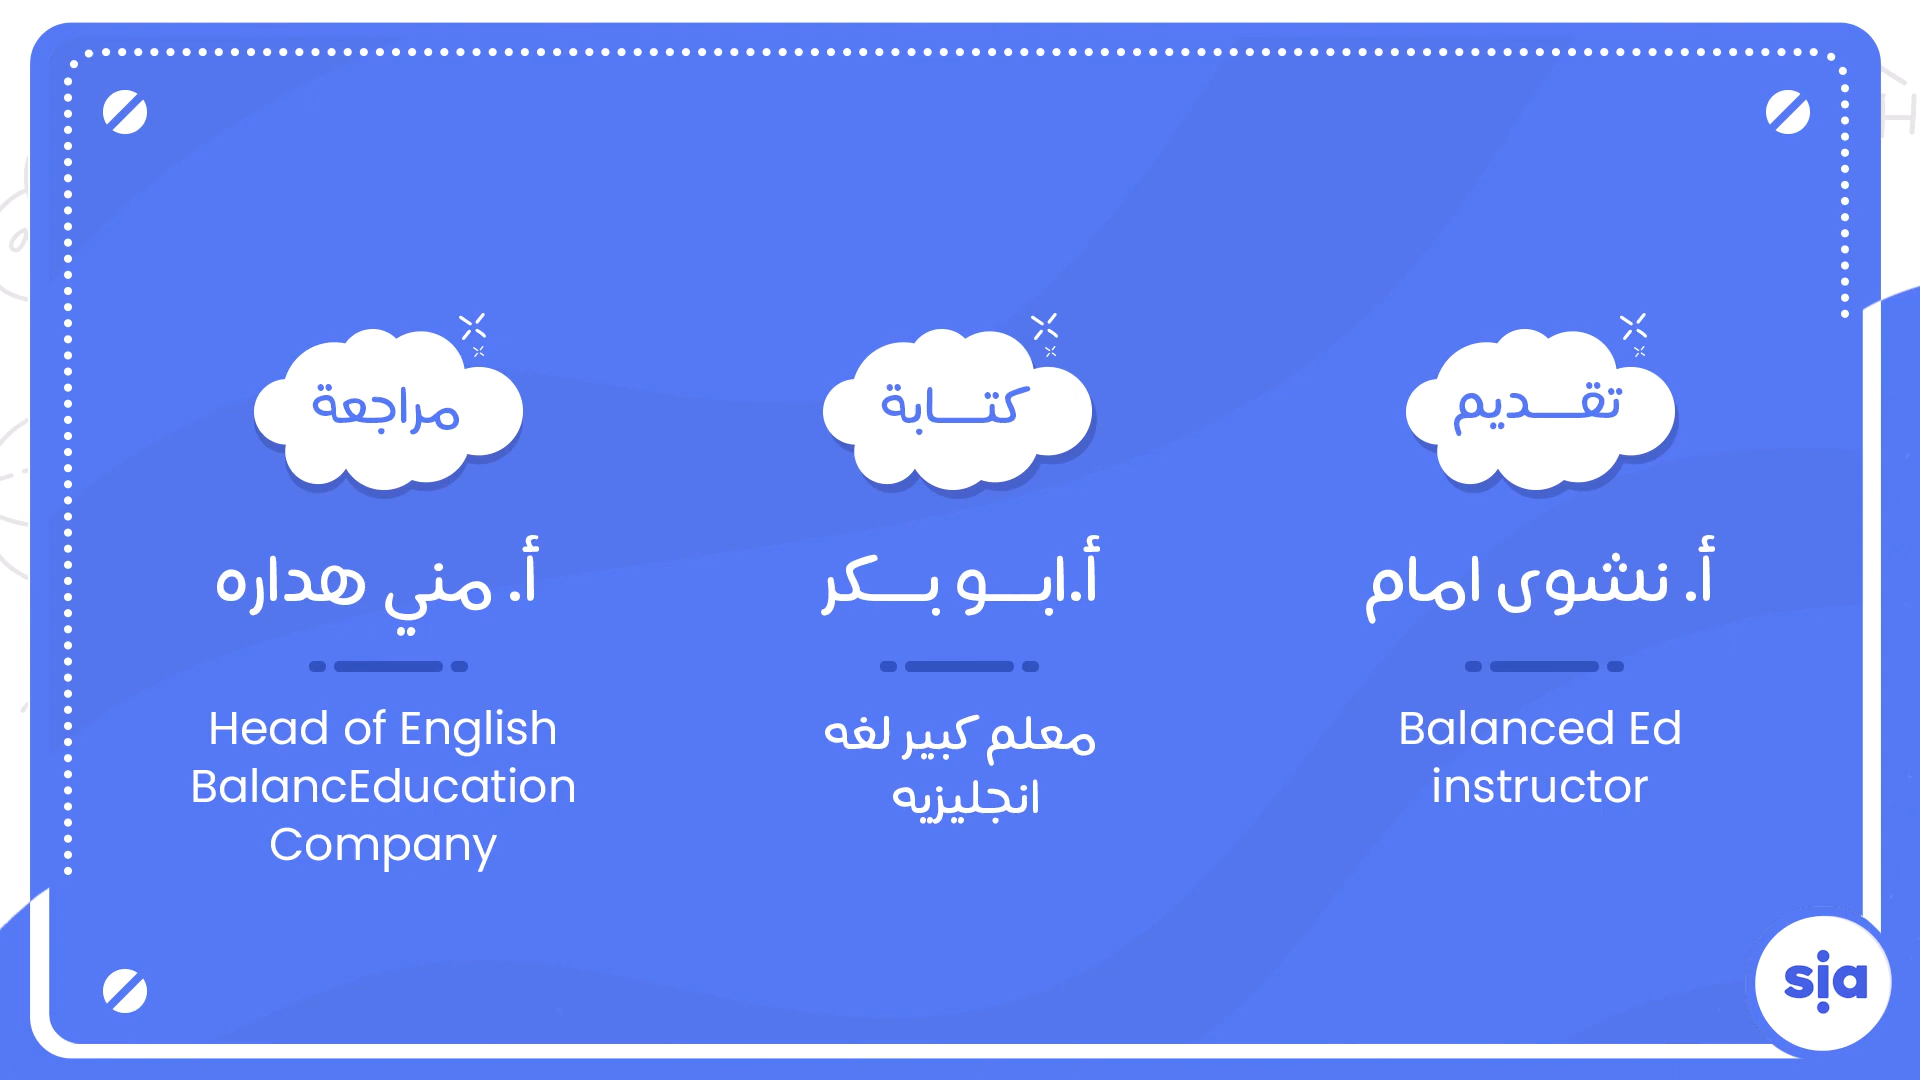 تقـــديم
أ. نشوى امام
Balanced Ed
instructor
كتـــابة
أ.ابـــو بـــكر
معلم كبير لغه
انجليزيه
مراجعة
أ. مني هداره
Head of English
BalancEducation
Company
sia